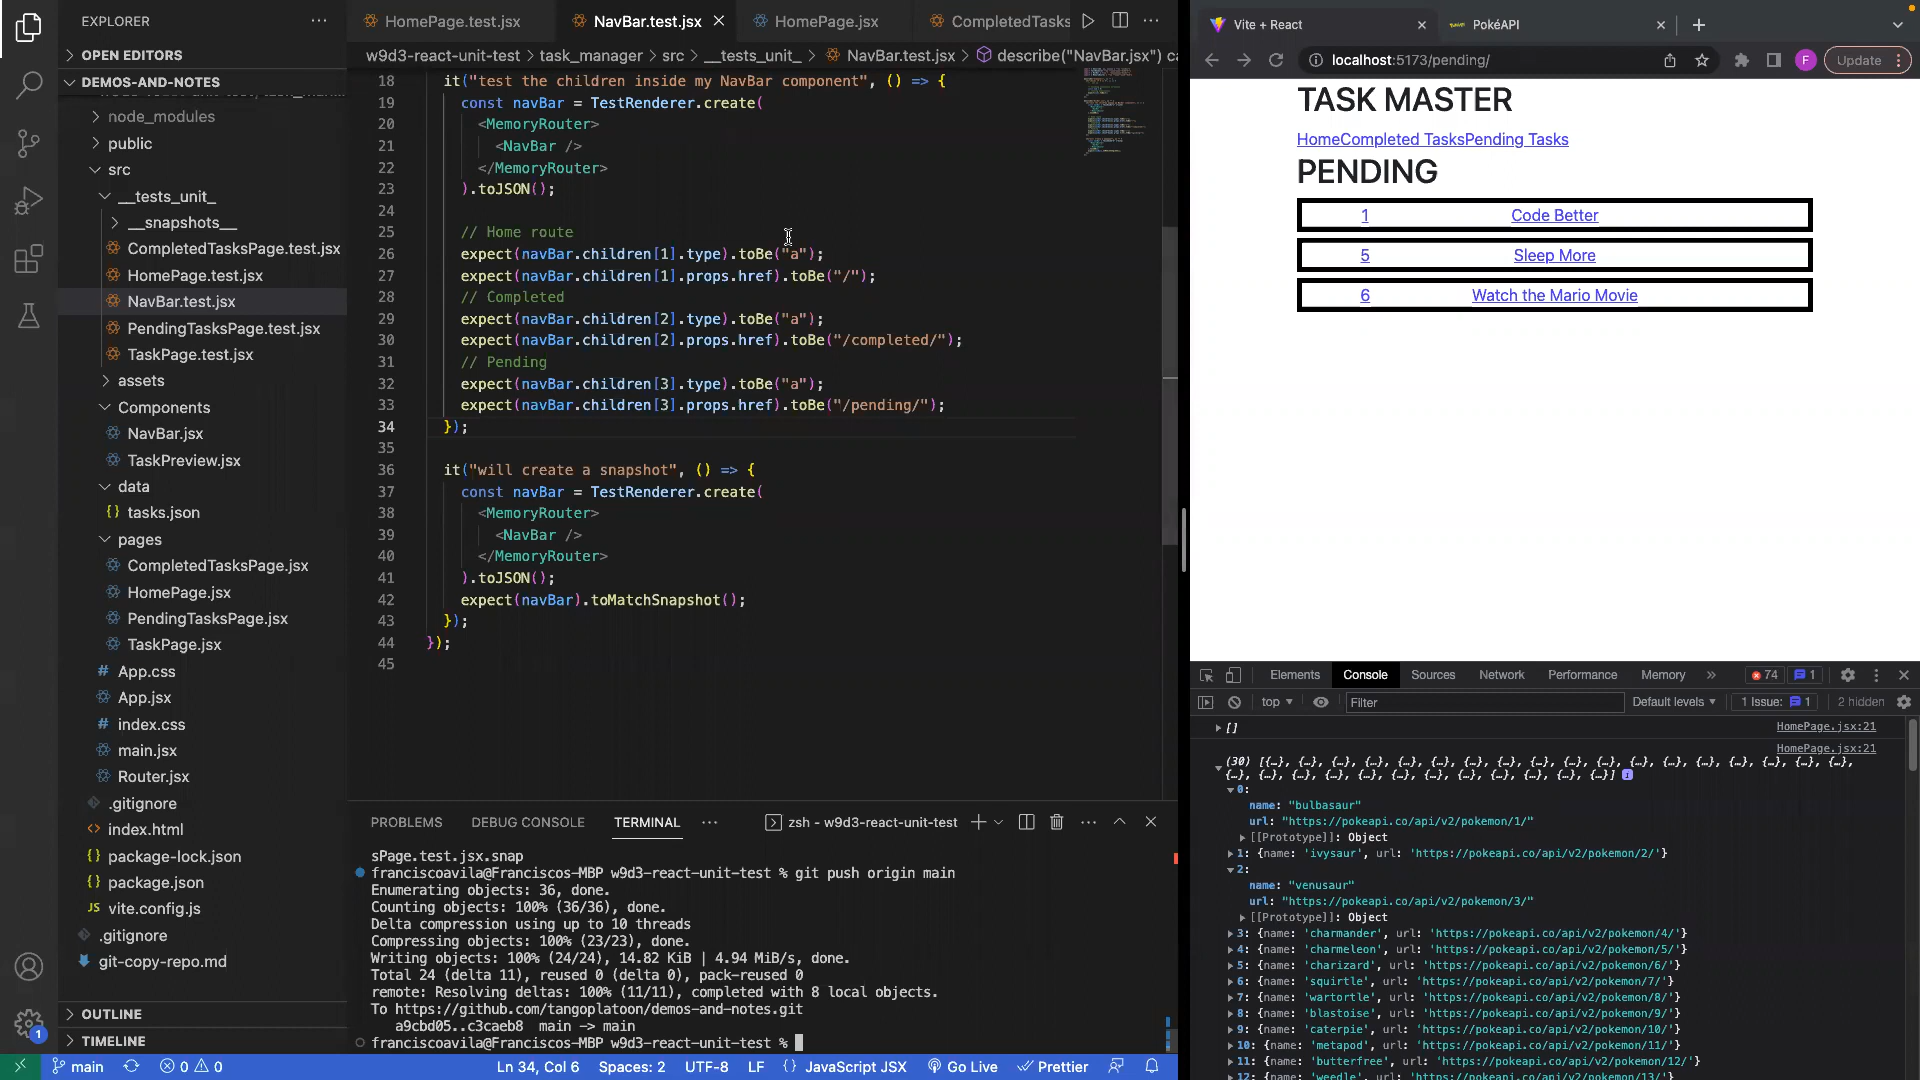 EXPLORER
OPEN EDITORS
DEMOS-AND-NOTES
node_modules
public
src
__tests_unit_
__snapshots__
CompletedTasksPage.test.jsx
HomePage.test.jsx
NavBar.test.jsx
PendingTasksPage.test.jsx
TaskPage.test.jsx
assets
Components
NavBar.jsx
TaskPreview.jsx
data
{} tasks.json
pages
CompletedTasksPage.jsx
HomePage.jsx
PendingTasksPage.jsx
TaskPage.jsx
# App.css
App.jsx
# index.css
main.jsx
Router.jsx
.gitignore
<> index.html
{} package-lock.json
{} package.json
JS vite.config.js
.gitignore
git-copy-repo.md
OUTLINE
TIMELINE
1
HomePage.test.jsx
NavBar.test.jsx
HomePage.jsx
CompletedTasks
w9d3-react-unit-test > task_manager > src > __tests_unit_ > NavBar.test.jsx > describe("NavBar.jsx") ca
18 it("test the children inside my NavBar component", () => {
19 const navBar = TestRenderer.create(
20 <MemoryRouter>
21 <NavBar />
22 </MemoryRouter>
23 ).toJSON();
24
25 // Home route
26 expect(navBar.children[1].type).toBe("a");
27 expect(navBar.children[1].props.href).toBe("/");
28 // Completed
29 expect(navBar.children[2].type).toBe("a");
30 expect(navBar.children[2].props.href).toBe("/completed/");
31 // Pending
32 expect(navBar.children[3].type).toBe("a");
33 expect(navBar.children[3].props.href).toBe("/pending/");
34 });
35
36 it("will create a snapshot", () => {
37 const navBar = TestRenderer.create(
38 <MemoryRouter>
39 <NavBar />
40 </MemoryRouter>
41 ).toJSON();
42 expect(navBar).toMatchSnapshot();
43 });
44 });
45
PROBLEMS DEBUG CONSOLE TERMINAL zsh - w9d3-react-unit-test
sPage.test.jsx.snap
franciscoavila@Franciscos-MBP w9d3-react-unit-test % git push origin main
Enumerating objects: 36, done.
Counting objects: 100% (36/36), done.
Delta compression using up to 10 threads
Compressing objects: 100% (23/23), done.
Writing objects: 100% (24/24), 14.82 KiB | 4.94 MiB/s, done.
Total 24 (delta 11), reused 0 (delta 0), pack-reused 0
remote: Resolving deltas: 100% (11/11), completed with 8 local objects.
To https://github.com/tangoplatoon/demos-and-notes.git
a9cbd05..c3caeb8 main -> main
franciscoavila@Franciscos-MBP w9d3-react-unit-test %
main 0 0 Ln 34, Col 6 Spaces: 2 UTF-8 LF {} JavaScript JSX Go Live Prettier
Vite + React
PokéAPI
localhost:5173/pending/
F
Update
TASK MASTER
HomeCompleted TasksPending Tasks
PENDING
1 Code Better
5 Sleep More
6 Watch the Mario Movie
Elements Console Sources Network Performance Memory 74 1
top Filter Default levels 1 Issue: 1 2 hidden
[] HomePage.jsx:21
HomePage.jsx:21
(30) [{…}, {…}, {…}, {…}, {…}, {…}, {…}, {…}, {…}, {…}, {…}, {…}, {…}, {…}, {…}, {…}, {…}, {…},
{…}, {…}, {…}, {…}, {…}, {…}, {…}, {…}, {…}, {…}, {…}, {…}]
0:
name: "bulbasaur"
url: "https://pokeapi.co/api/v2/pokemon/1/"
[[Prototype]]: Object
1: {name: 'ivysaur', url: 'https://pokeapi.co/api/v2/pokemon/2/'}
2:
name: "venusaur"
url: "https://pokeapi.co/api/v2/pokemon/3/"
[[Prototype]]: Object
3: {name: 'charmander', url: 'https://pokeapi.co/api/v2/pokemon/4/'}
4: {name: 'charmeleon', url: 'https://pokeapi.co/api/v2/pokemon/5/'}
5: {name: 'charizard', url: 'https://pokeapi.co/api/v2/pokemon/6/'}
6: {name: 'squirtle', url: 'https://pokeapi.co/api/v2/pokemon/7/'}
7: {name: 'wartortle', url: 'https://pokeapi.co/api/v2/pokemon/8/'}
8: {name: 'blastoise', url: 'https://pokeapi.co/api/v2/pokemon/9/'}
9: {name: 'caterpie', url: 'https://pokeapi.co/api/v2/pokemon/10/'}
10: {name: 'metapod', url: 'https://pokeapi.co/api/v2/pokemon/11/'}
11: {name: 'butterfree', url: 'https://pokeapi.co/api/v2/pokemon/12/'}
12: {name: 'weedle', url: 'https://pokeapi.co/api/v2/pokemon/13/'}